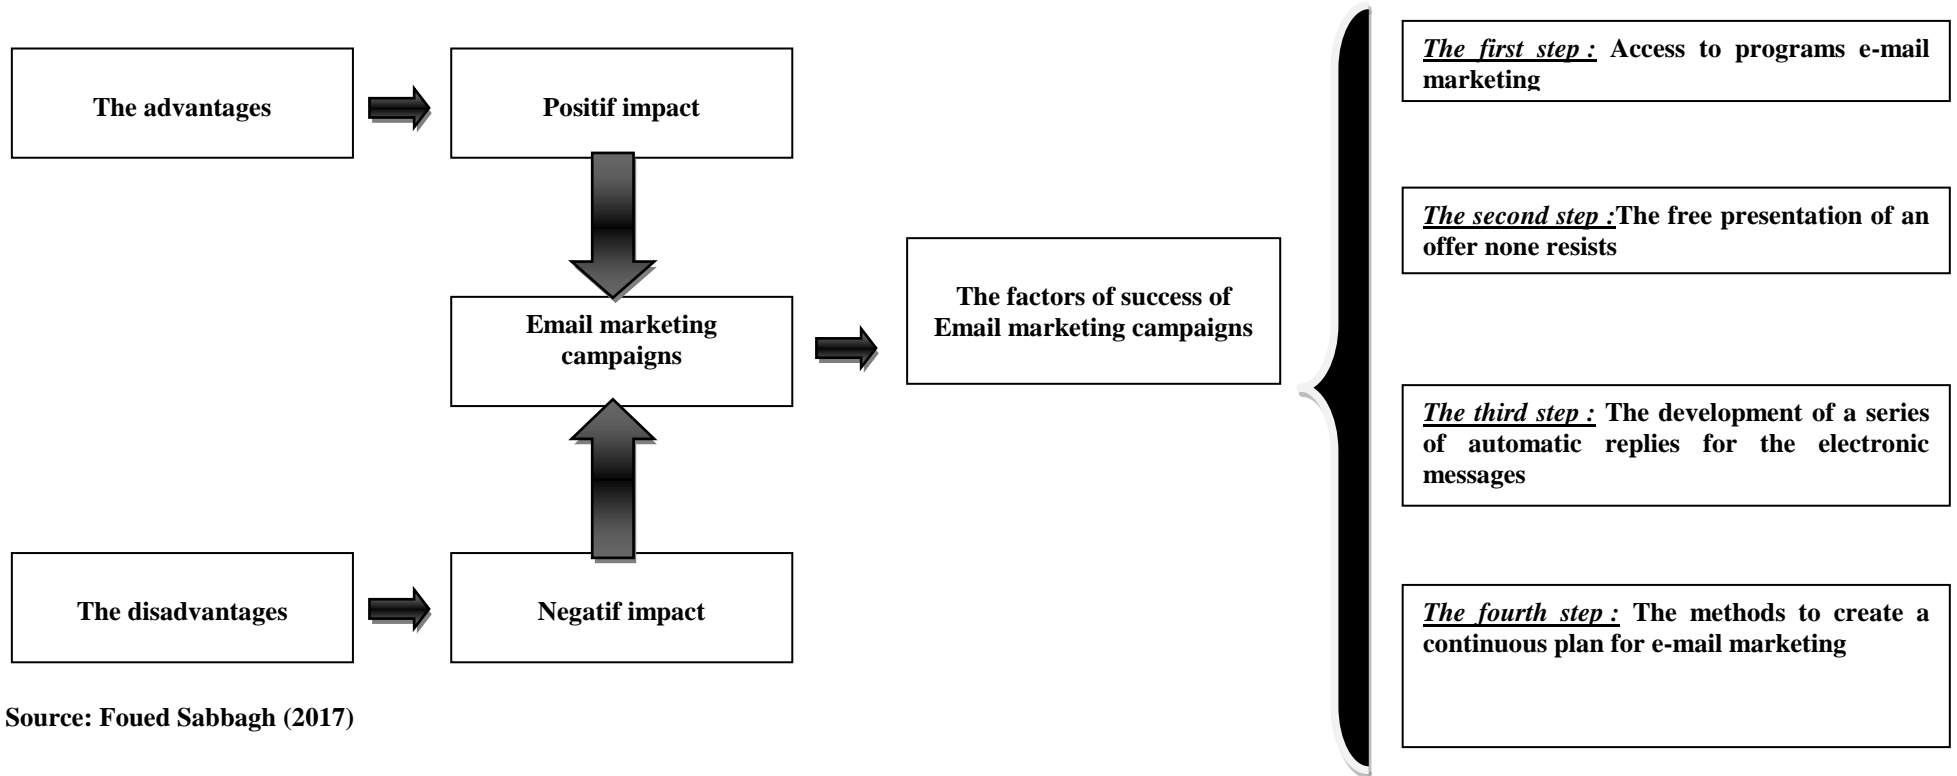 The advantages
Positif impact
Email marketing
campaigns
The disadvantages
Negatif impact
The factors of success of
Email marketing campaigns
The first step : Access to programs e-mail
marketing
The second step :The free presentation of an
offer none resists
The third step : The development of a series
of automatic replies for the electronic
messages
The fourth step : The methods to create a
continuous plan for e-mail marketing
Source: Foued Sabbagh (2017)